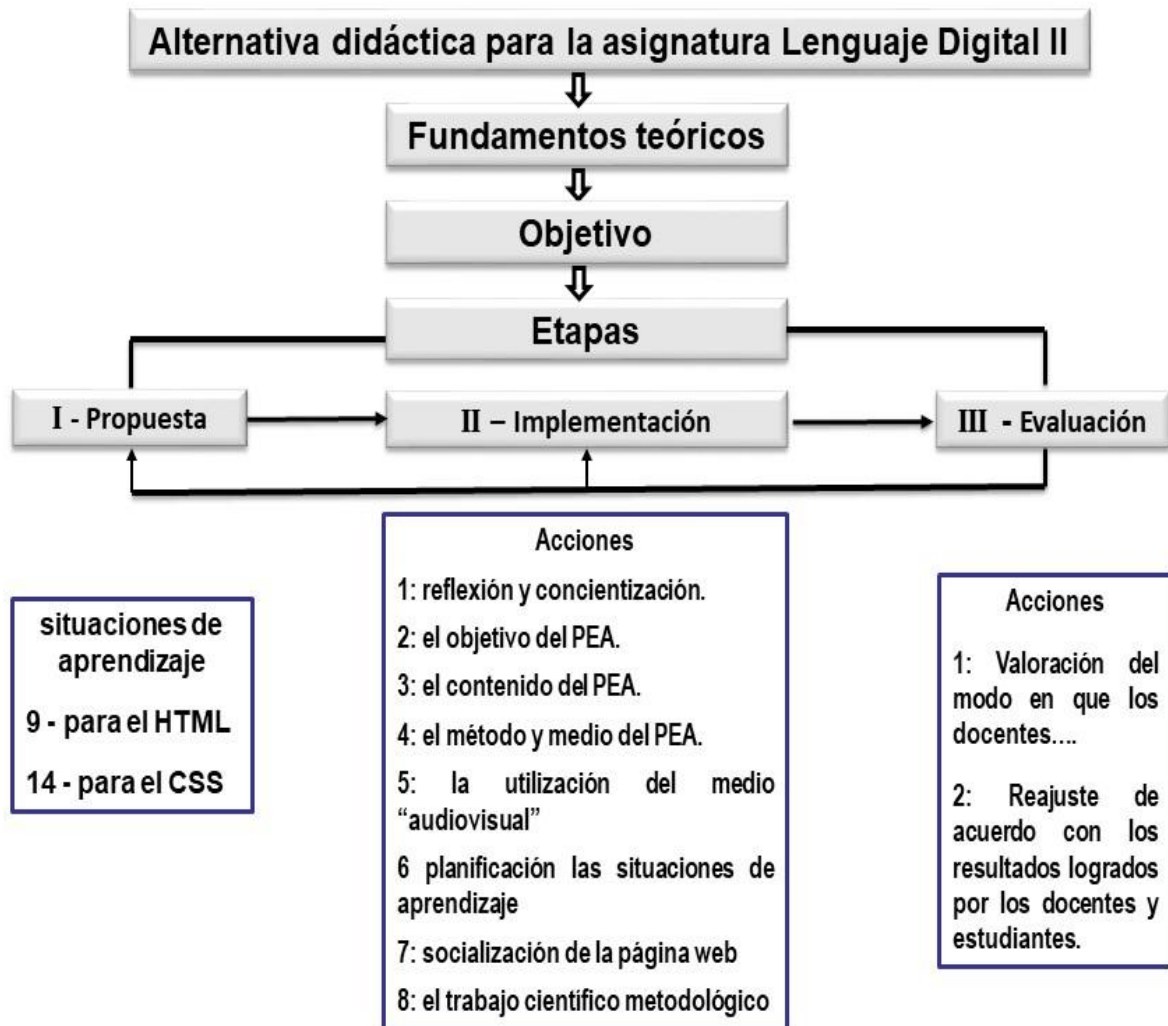 Alternativa didáctica para la asignatura Lenguaje Digital II
Fundamentos teóricos
Objetivo
Etapas
I - Propuesta
II – Implementación
III - Evaluación
situaciones de
aprendizaje
9 - para el HTML
14 - para el CSS
Acciones
1: reflexión y concientización.
2: el objetivo del PEA.
3: el contenido del PEA.
4: el método y medio del PEA.
5: la utilización del medio
“audiovisual”
6 planificación las situaciones de
aprendizaje
7: socialización de la página web
8: el trabajo científico metodológico
Acciones
1: Valoración del
modo en que los
docentes....
2: Reajuste de
acuerdo con los
resultados logrados
por los docentes y
estudiantes.